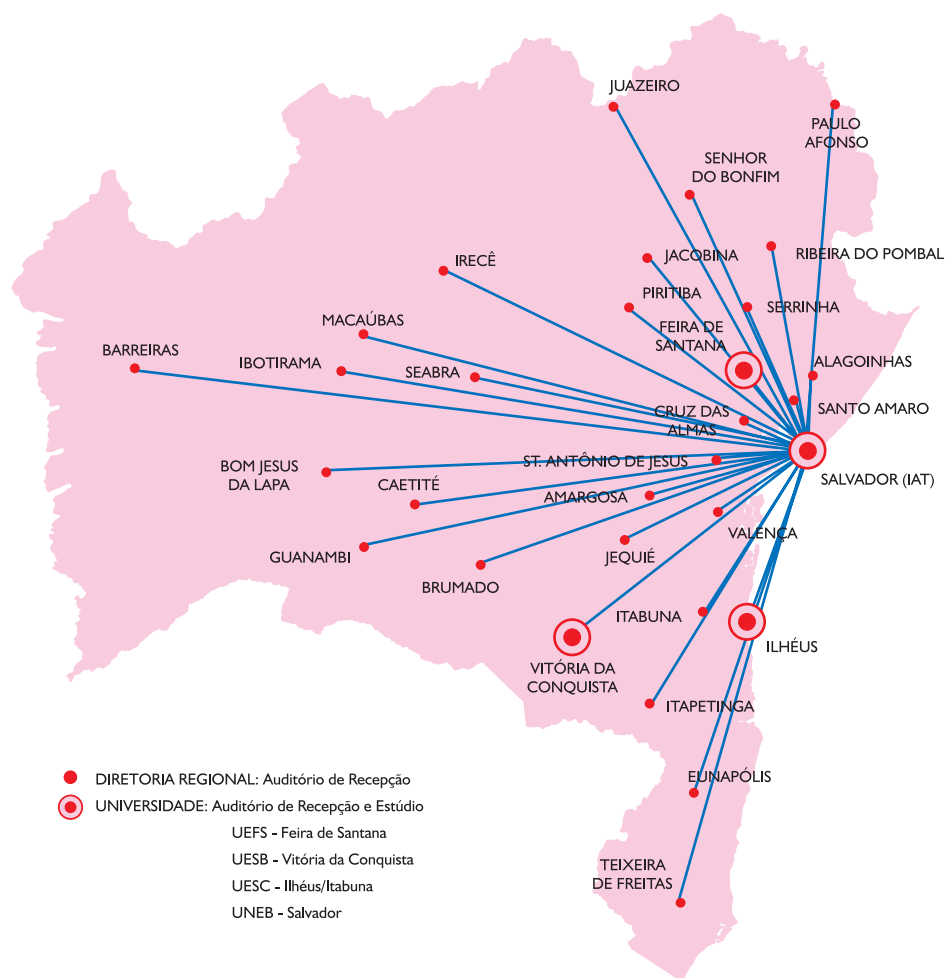 JUAZEIRO
PAULO
AFONSO
SENHOR
DO BONFIM
RIBEIRA DO POMBAL
JACOBINA
IRECÊ
PIRITIBA
SERRINHA
MACAÚBAS
FEIRA DE
SANTANA
BARREIRAS
IBOTIRAMA
SEABRA
ALAGOINHAS
SANTO AMARO
CRUZ DAS
ALMAS
ST. ANTÔNIO DE JESUS
BOM JESUS
DA LAPA
SALVADOR (IAT)
CAETITÉ
AMARGOSA
VALENÇA
GUANAMBI
JEQUIÉ
BRUMADO
ITABUNA
ILHÉUS
VITÓRIA DA
CONQUISTA
ITAPETINGA
EUNAPÓLIS
TEIXEIRA
DE FREITAS
DIRETORIA REGIONAL: Auditório de Recepção
UNIVERSIDADE: Auditório de Recepção e Estúdio
UEFS - Feira de Santana
UESB - Vitória da Conquista
UESC - Ilhéus/Itabuna
UNEB - Salvador